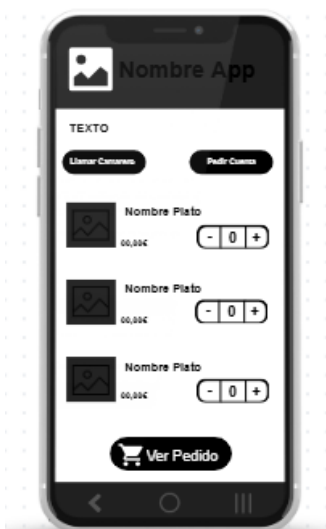 Nombre App
TEXTO
Llamar Camarero
Pedir Cuenta
Nombre Plato
00,00€
- 0 +
Nombre Plato
00,00€
- 0 +
Nombre Plato
00,00€
- 0 +
Ver Pedido